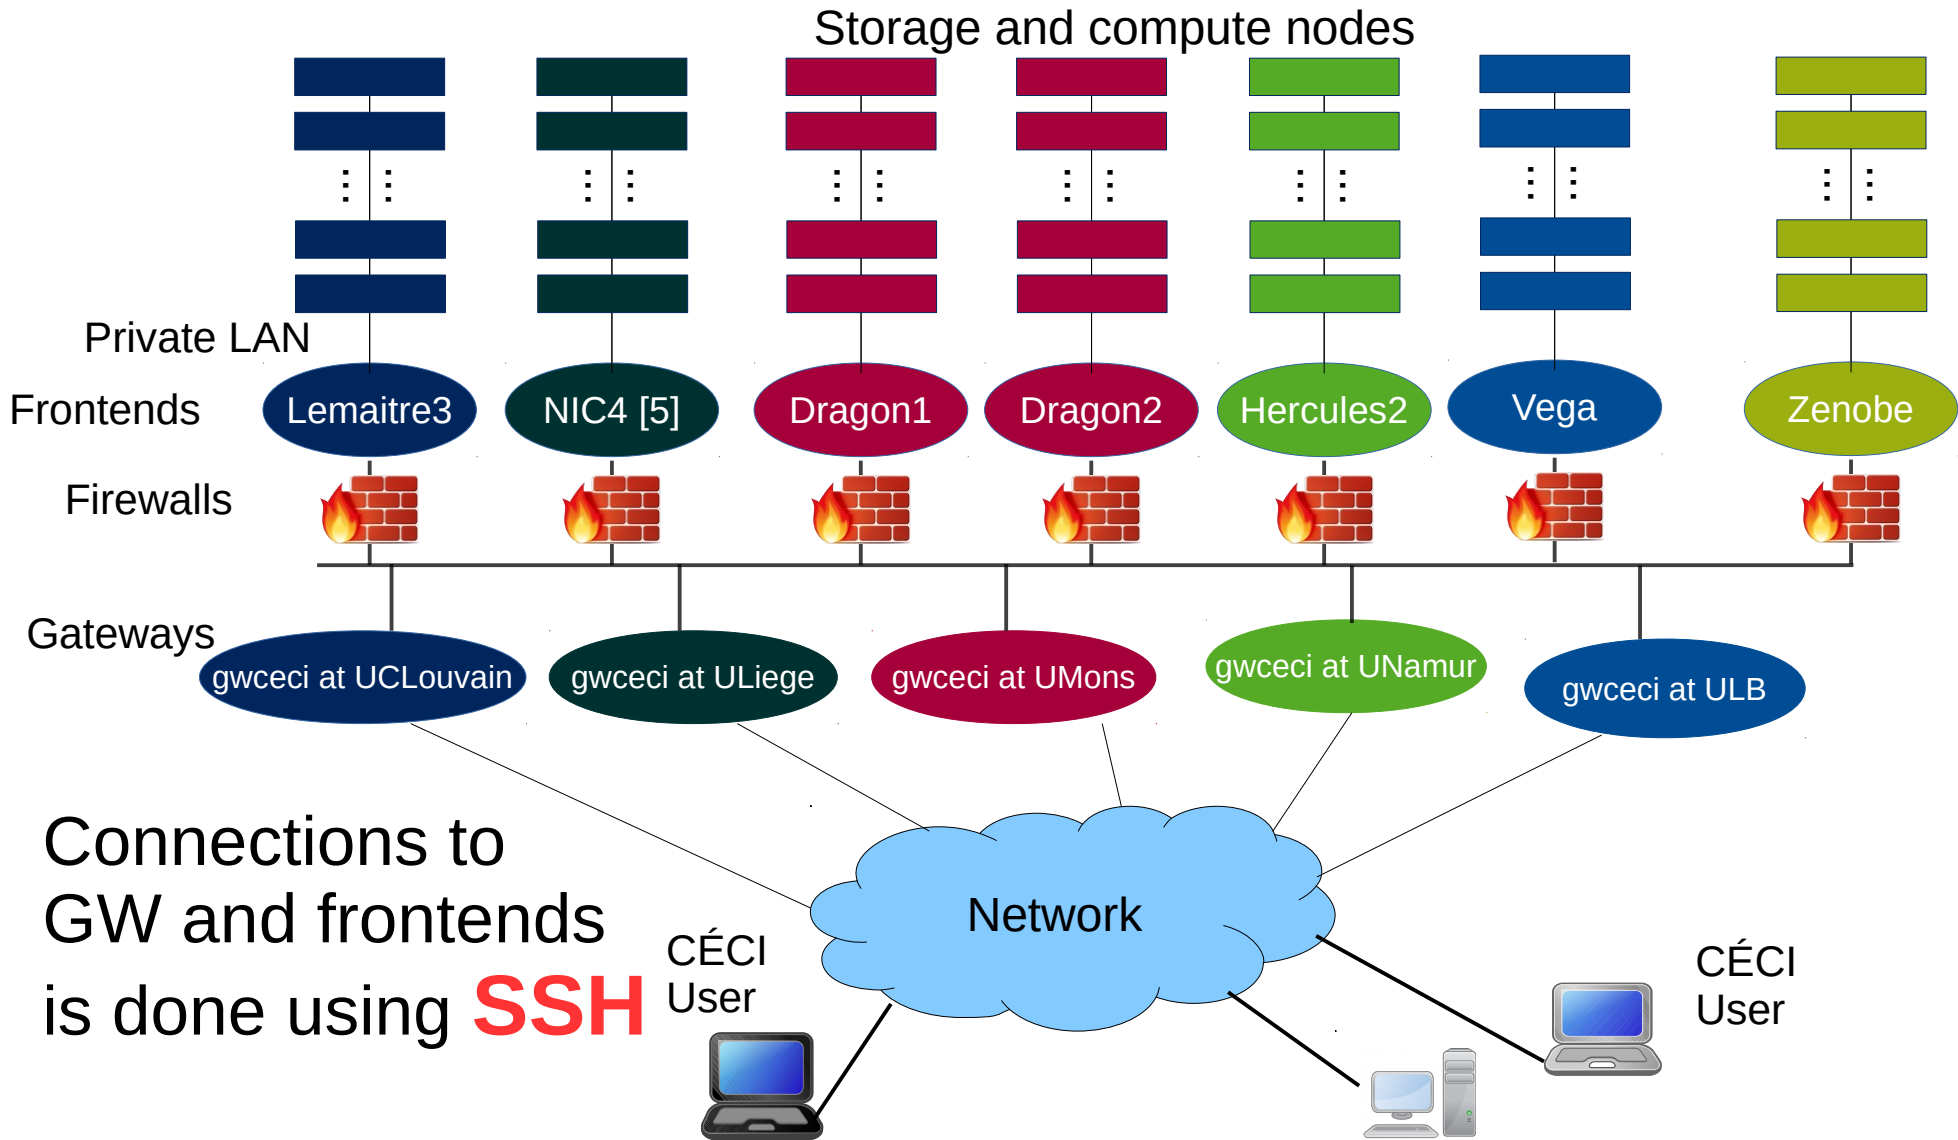 Storage and compute nodes
Private LAN
Frontends
Lemaitre3
NIC4 [5]
Dragon1
Dragon2
Hercules2
Vega
Zenobe
Firewalls
Gateways
gwceci at UCLouvain
gwceci at ULiege
gwceci at UMons
gwceci at UNamur
gwceci at ULB
Connections to
GW and frontends
is done using SSH
Network
CÉCI
User
CÉCI
User